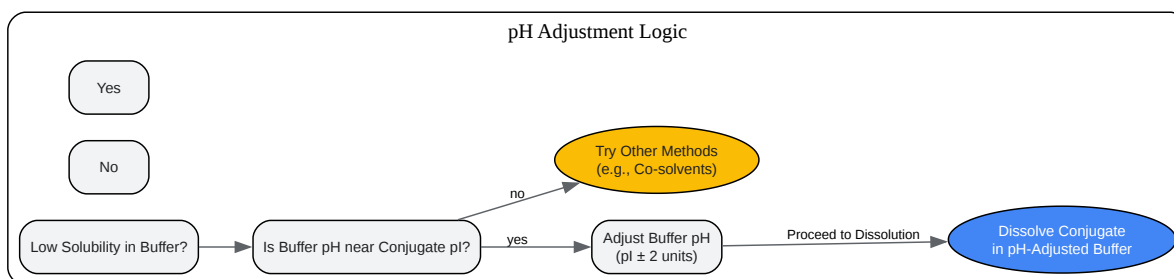 pH Adjustment Logic
Yes
No
Try Other Methods
(e.g., Co-solvents)
no
Low Solubility in Buffer?
Is Buffer pH near Conjugate pI?
yes
Adjust Buffer pH
(pI ± 2 units)
Proceed to Dissolution
Dissolve Conjugate
in pH-Adjusted Buffer